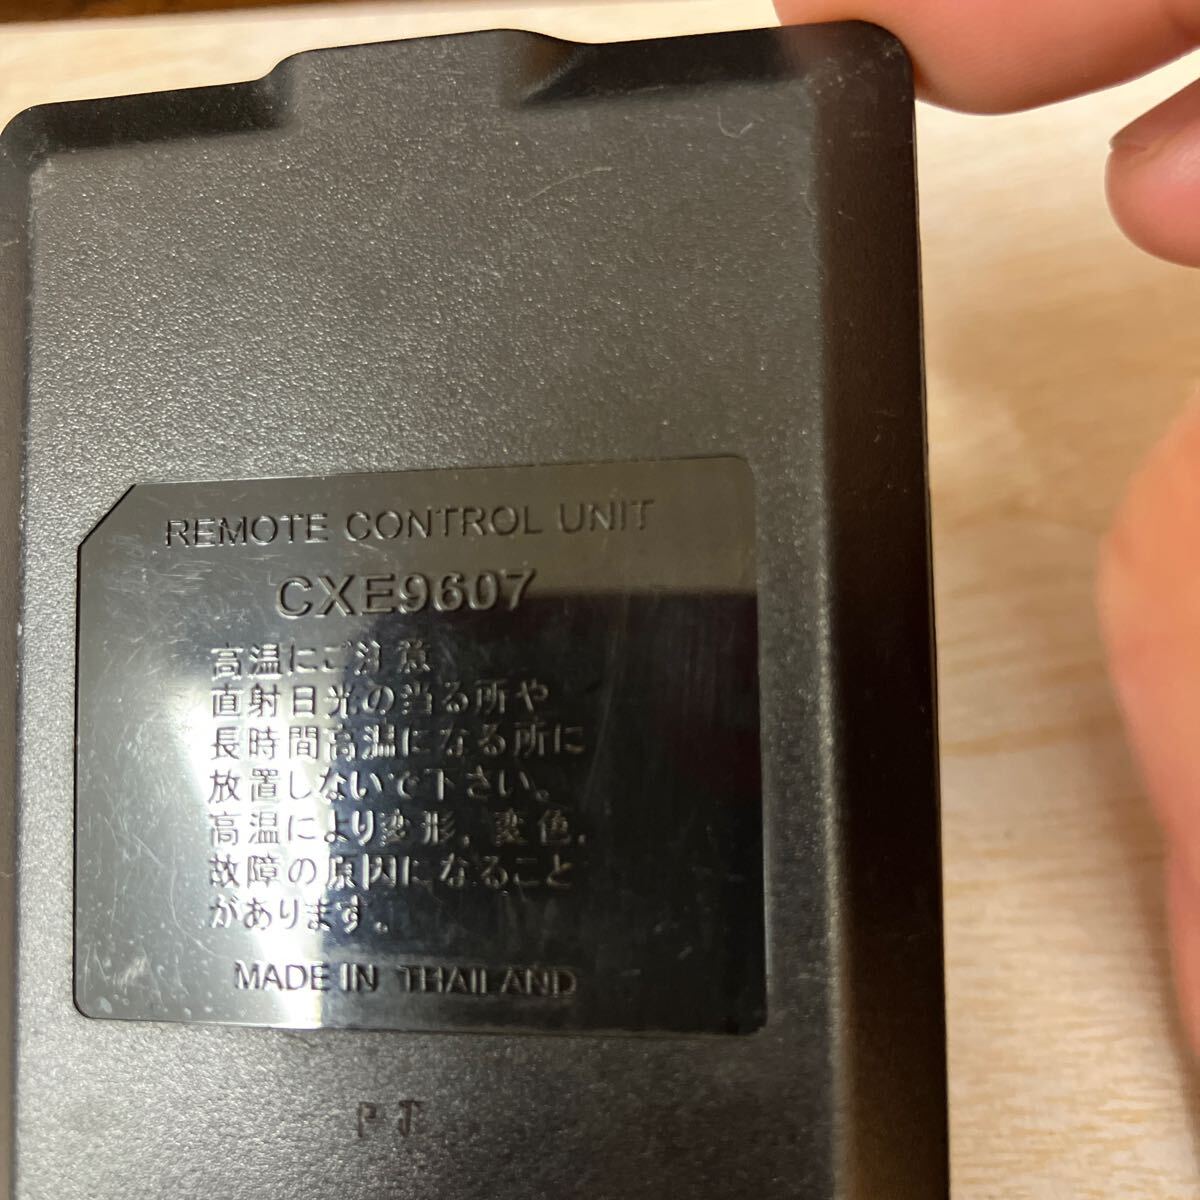 REMOTE CONTROL UNIT
CXE9607
高温にご注意
直射日光の当る所や
長時間高温になる所に
放置しないで下さい。
高温により変形，変色，
故障の原因になること
があります。
MADE IN THAILAND